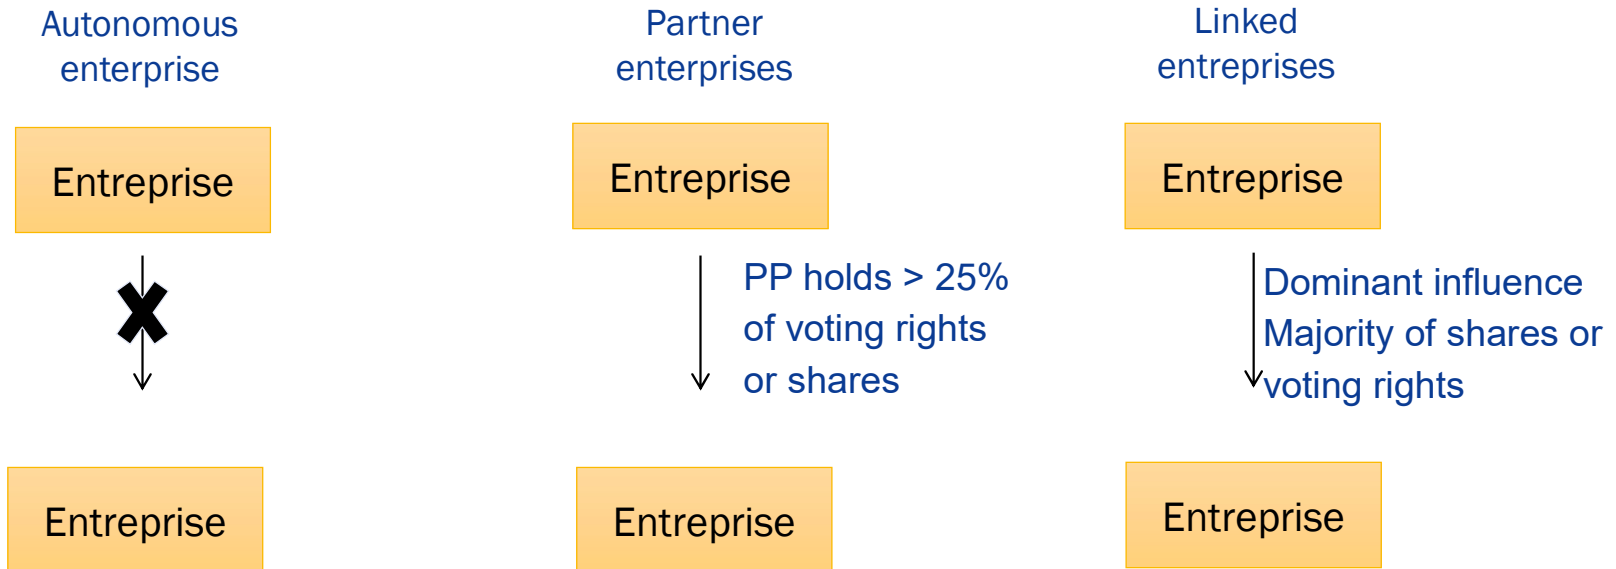 Autonomous
enterprise
Entreprise
Entreprise
Partner
enterprises
Entreprise
PP holds > 25%
of voting rights
or shares
Entreprise
Linked
entreprises
Entreprise
Dominant influence
Majority of shares or
voting rights
Entreprise